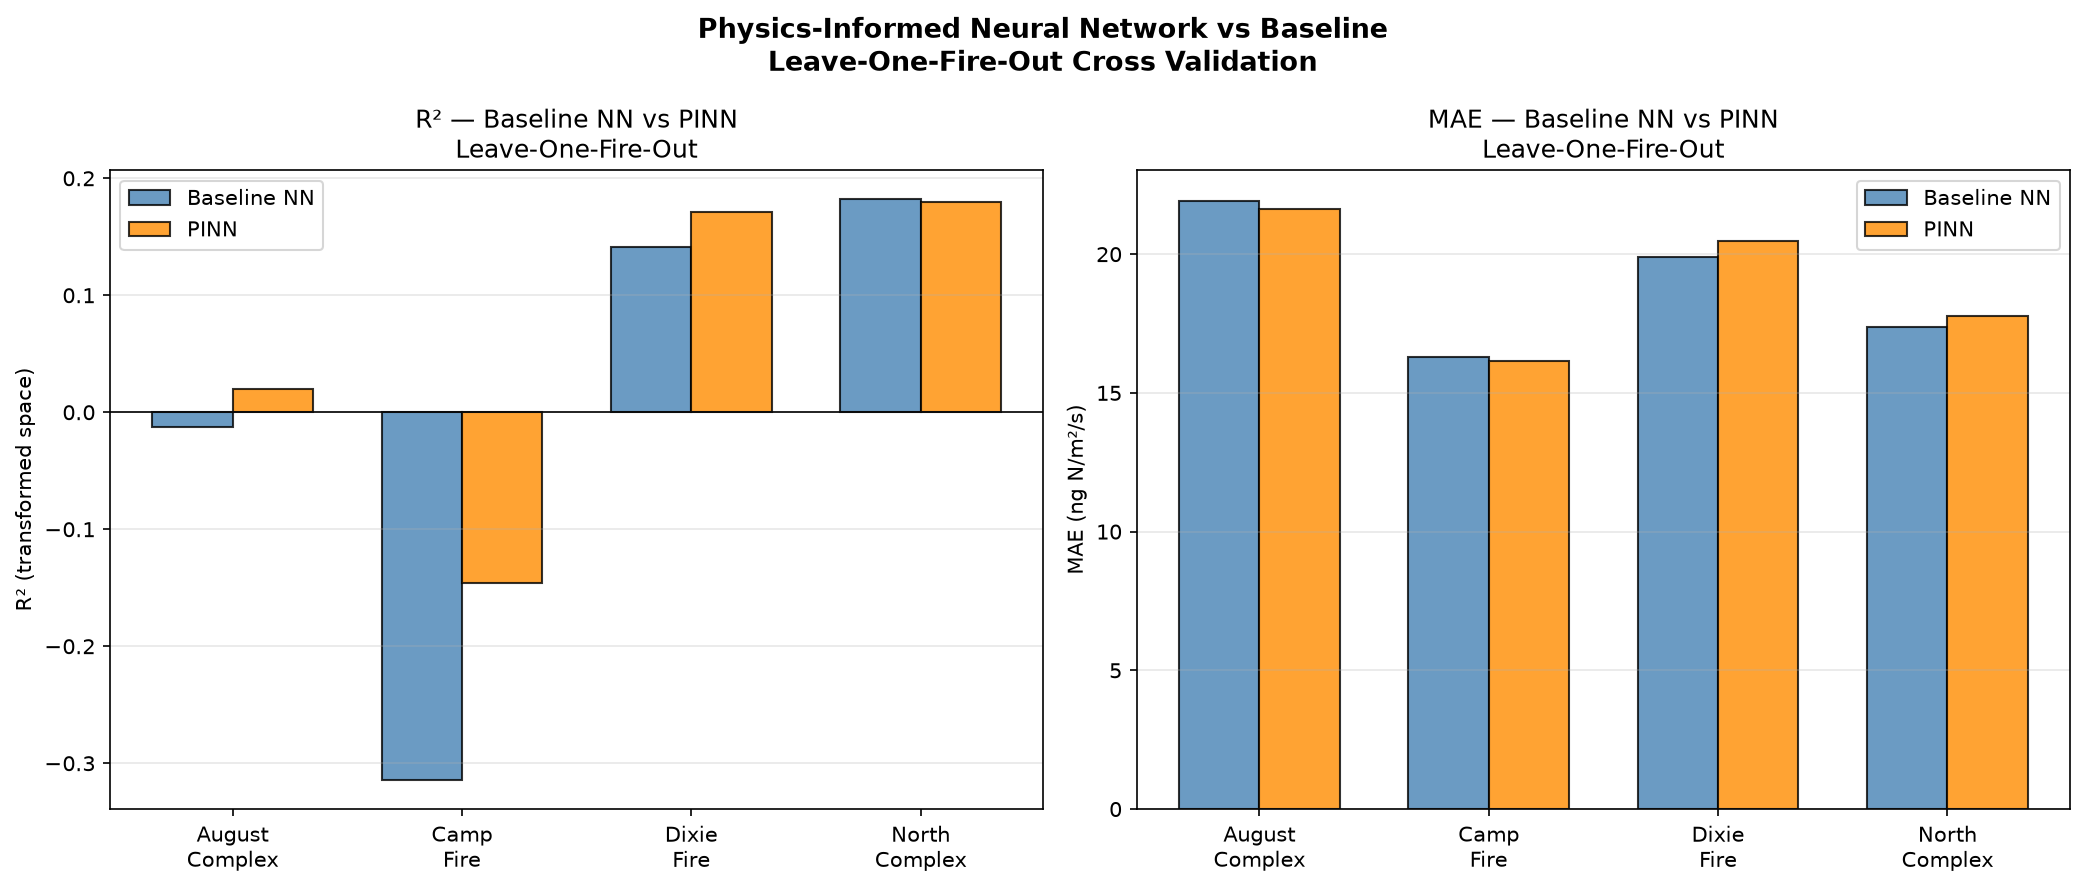 Physics-Informed Neural Network vs Baseline
Leave-One-Fire-Out Cross Validation
R² — Baseline NN vs PINN
Leave-One-Fire-Out
Baseline NN
PINN
R² (transformed space)
0.2
0.1
0.0
−0.1
−0.2
−0.3
August
Complex
Camp
Fire
Dixie
Fire
North
Complex
MAE — Baseline NN vs PINN
Leave-One-Fire-Out
Baseline NN
PINN
MAE (ng N/m²/s)
20
15
10
5
0
August
Complex
Camp
Fire
Dixie
Fire
North
Complex